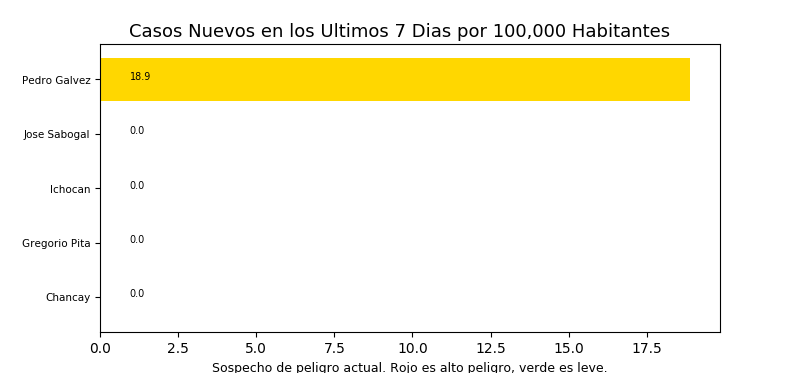 Casos Nuevos en los Ultimos 7 Dias por 100,000 Habitantes
Pedro Galvez 18.9
Jose Sabogal 0.0
Ichocan 0.0
Gregorio Pita 0.0
Chancay 0.0
0.0 2.5 5.0 7.5 10.0 12.5 15.0 17.5
Sospecho de peligro actual. Rojo es alto peligro, verde es leve.